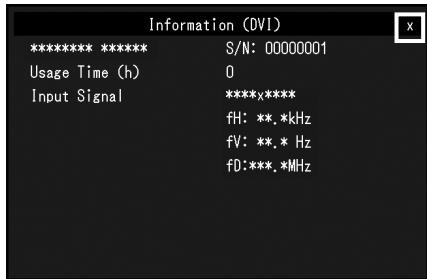 Information (DVI) x
******** ****** S/N: 00000001
Usage Time (h) 0
Input Signal ****x****
fH: **.*kHz
fV: **.* Hz
fD:***.*MHz